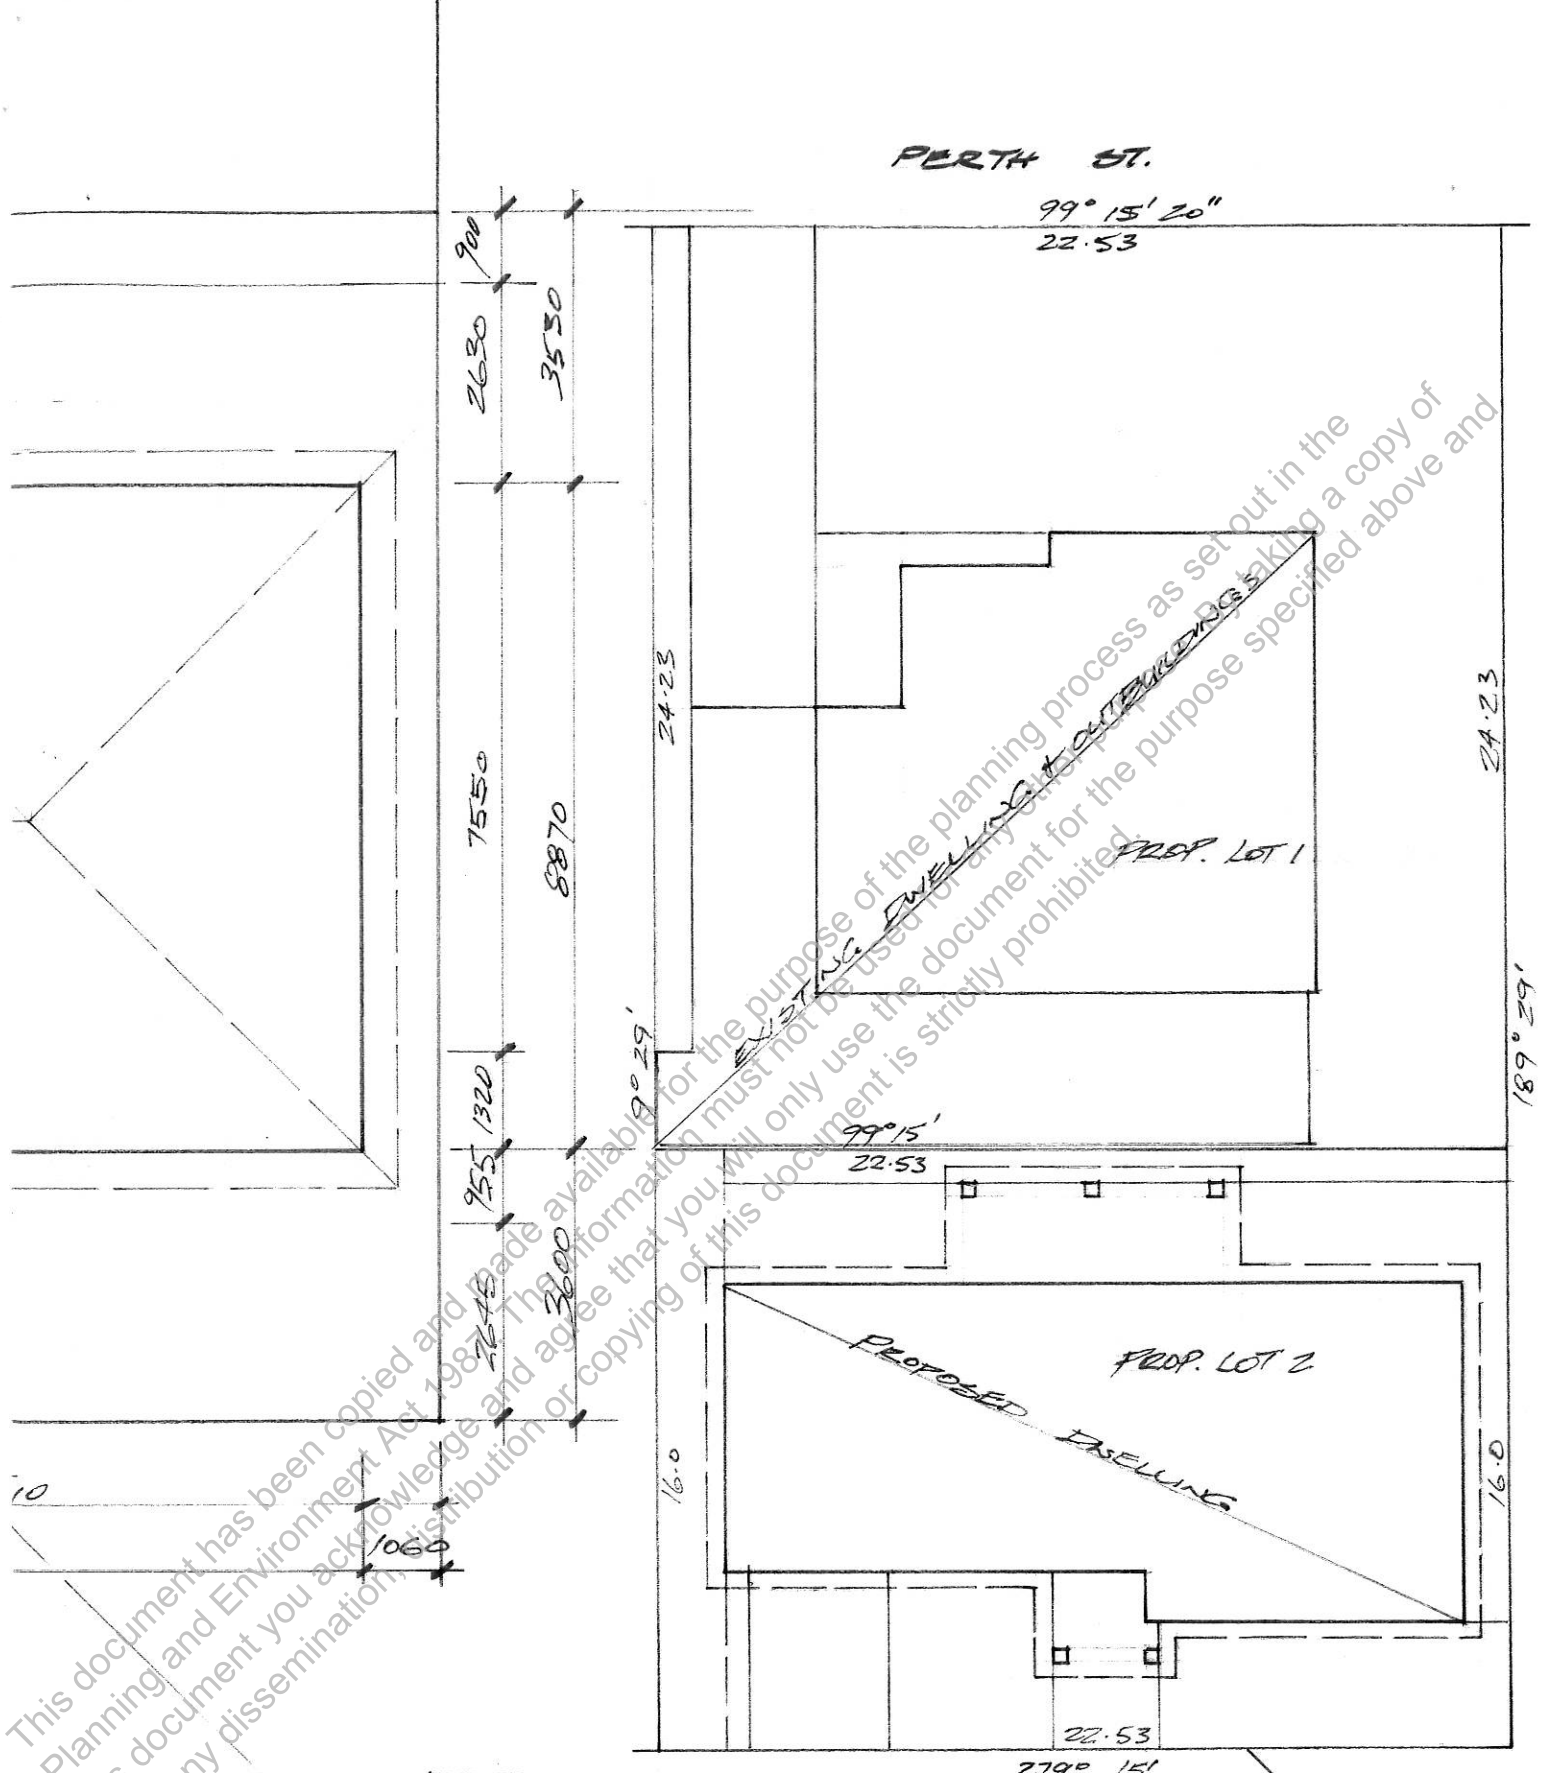 PERTH ST.
99° 15' 20"
22.53
900
2630
3530
7550
8870
1320
955
2645
3600
10
1060
24.23
24.23
EXISTING DWELLING & OUTBUILDINGS
PROP. LOT 1
9° 29'
189° 29'
99° 15'
22.53
PROP. LOT 2
PROPOSED DWELLING
16.0
16.0
22.53
279° 15'
This document has been copied and made available for the purpose of the planning process as set out in the
Planning and Environment Act 1987. The information must not be used for any other purpose. By taking a copy of
document you acknowledge and agree that you will only use the document for the purpose specified above and
any dissemination, distribution or copying of this document is strictly prohibited.